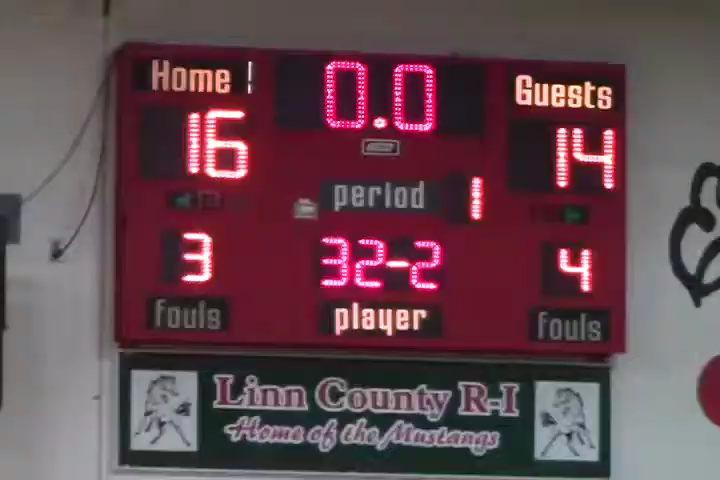 Home 0.0 Guests
16 14
period 1
3 32-2 4
fouls player fouls
Linn County R-I
Home of the Mustangs